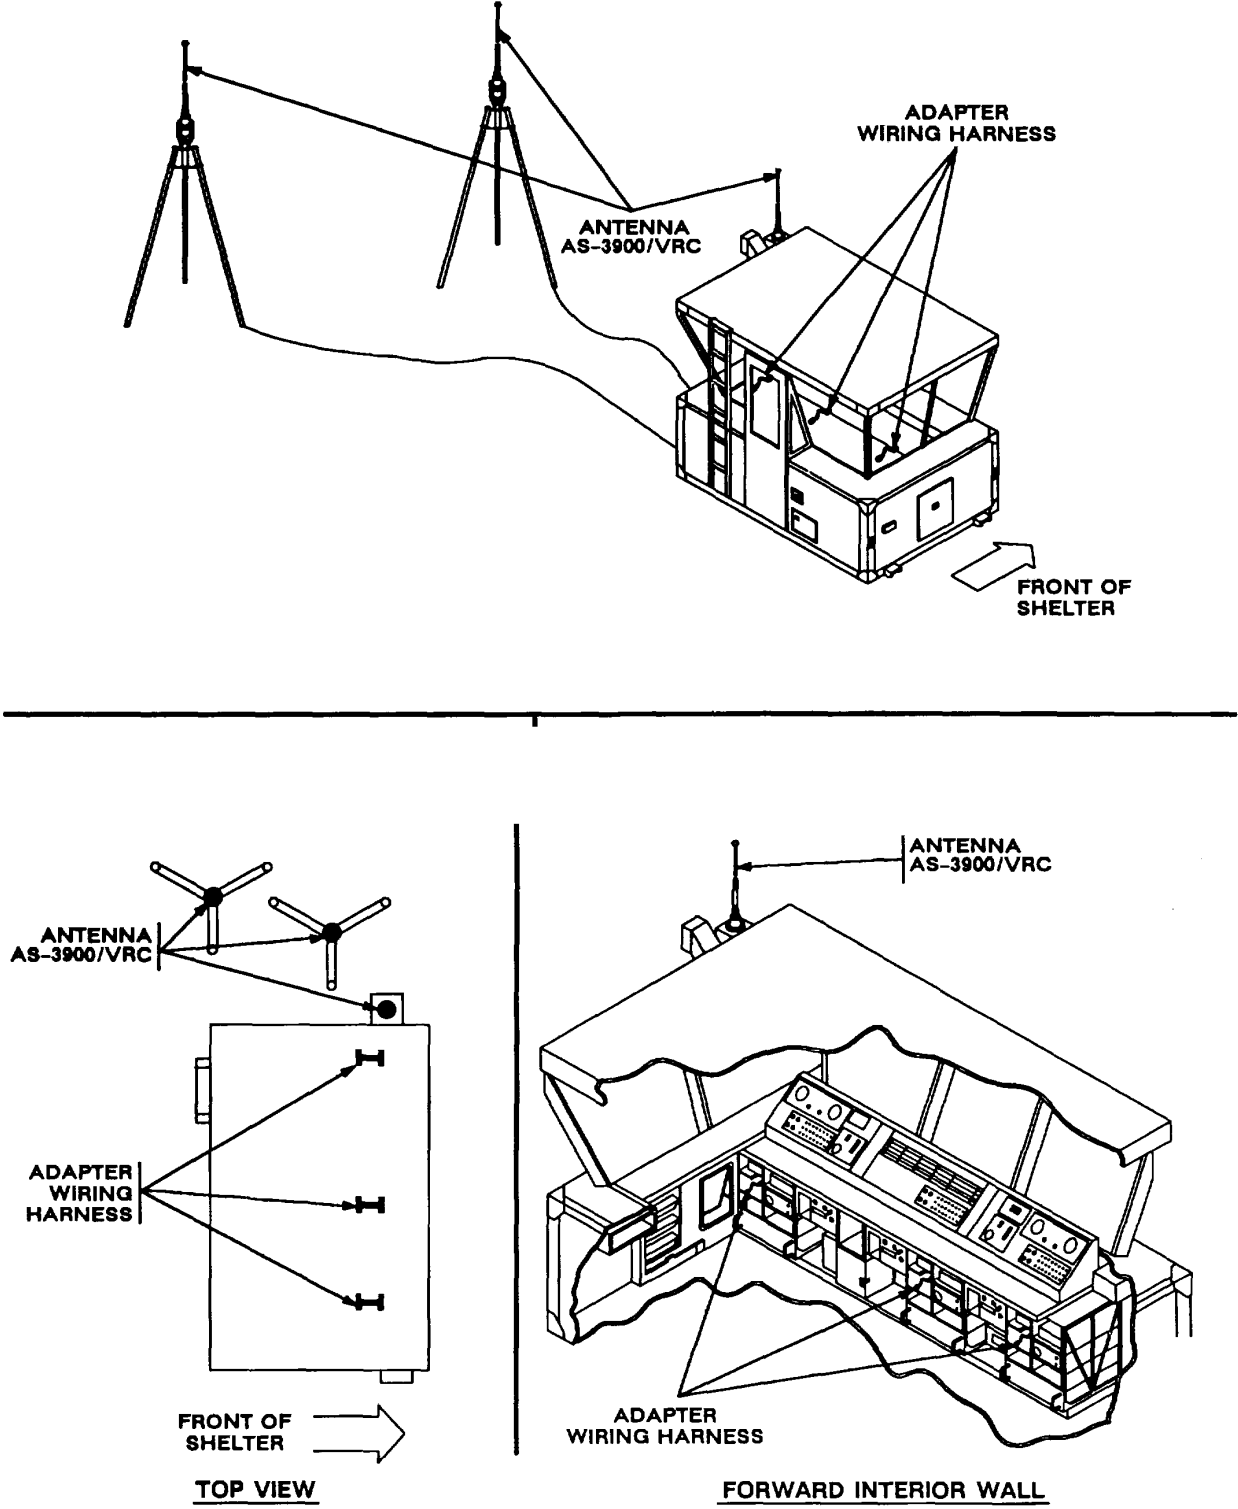 ADAPTER
WIRING HARNESS
ANTENNA
AS-3900/VRC
FRONT OF
SHELTER
ANTENNA
AS-3900/VRC
ADAPTER
WIRING
HARNESS
FRONT OF
SHELTER
TOP VIEW
ANTENNA
AS-3900/VRC
ADAPTER
WIRING HARNESS
FORWARD INTERIOR WALL